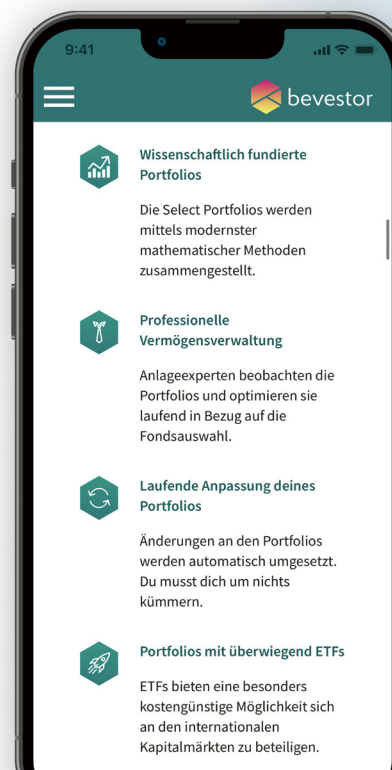 9:41
bevestor
Wissenschaftlich fundierte
Portfolios
Die Select Portfolios werden
mittels modernster
mathematischer Methoden
zusammengestellt.
Professionelle
Vermögensverwaltung
Anlageexperten beobachten die
Portfolios und optimieren sie
laufend in Bezug auf die
Fondsauswahl.
Laufende Anpassung deines
Portfolios
Änderungen an den Portfolios
werden automatisch umgesetzt.
Du musst dich um nichts
kümmern.
Portfolios mit überwiegend ETFs
ETFs bieten eine besonders
kostengünstige Möglichkeit sich
an den internationalen
Kapitalmärkten zu beteiligen.